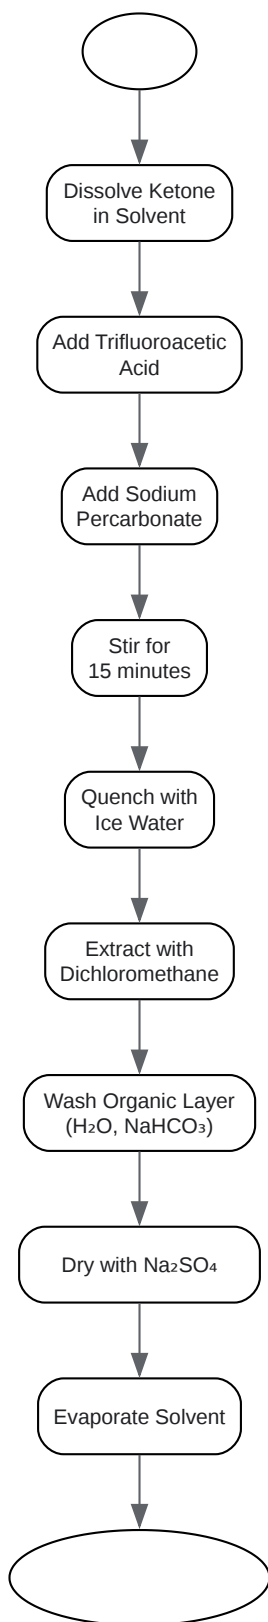 Dissolve Ketone
in Solvent
Add Trifluoroacetic
Acid
Add Sodium
Percarbonate
Stir for
15 minutes
Quench with
Ice Water
Extract with
Dichloromethane
Wash Organic Layer
(H₂O, NaHCO₃)
Dry with Na₂SO₄
Evaporate Solvent